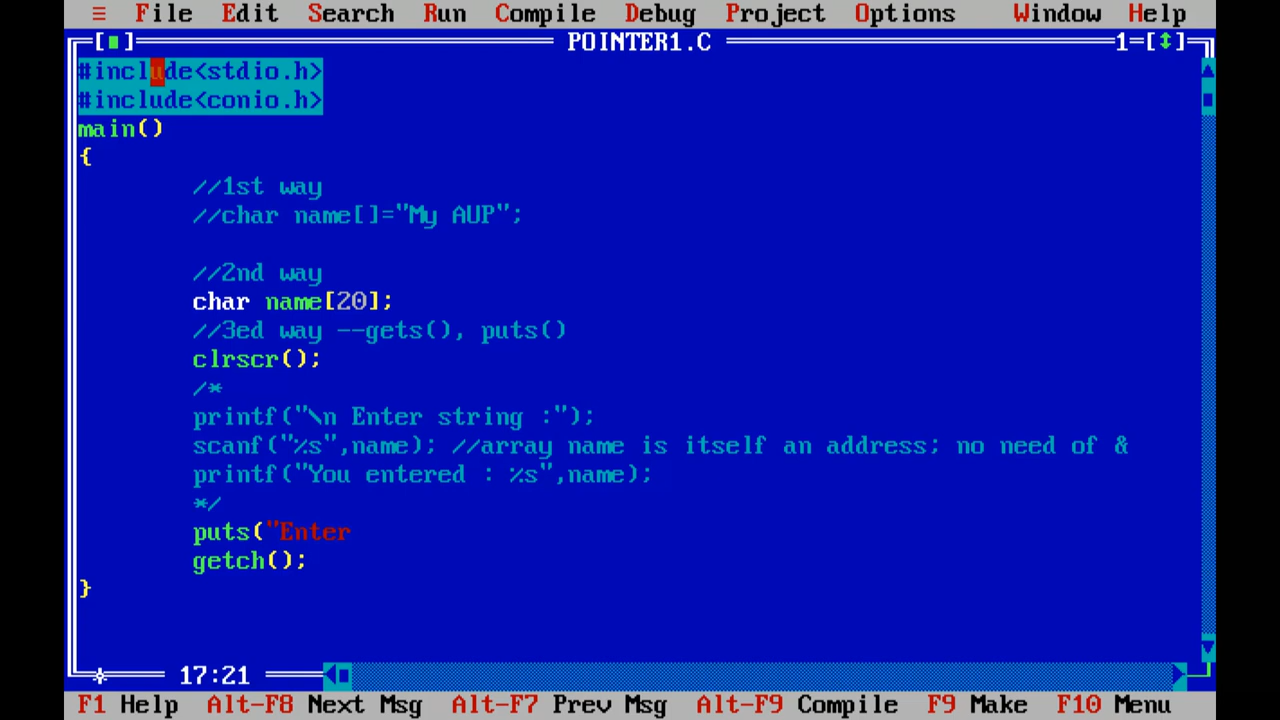 ≡ File Edit Search Run Compile Debug Project Options Window Help
[■] POINTER1.C 1=[↕]
#include<stdio.h>
#include<conio.h>
main()
{
//1st way
//char name[]="My AUP";
//2nd way
char name[20];
//3ed way --gets(), puts()
clrscr();
/*
printf("\n Enter string :");
scanf("%s",name); //array name is itself an address; no need of &
printf("You entered : %s",name);
*/
puts("Enter
getch();
}
17:21
F1 Help Alt-F8 Next Msg Alt-F7 Prev Msg Alt-F9 Compile F9 Make F10 Menu